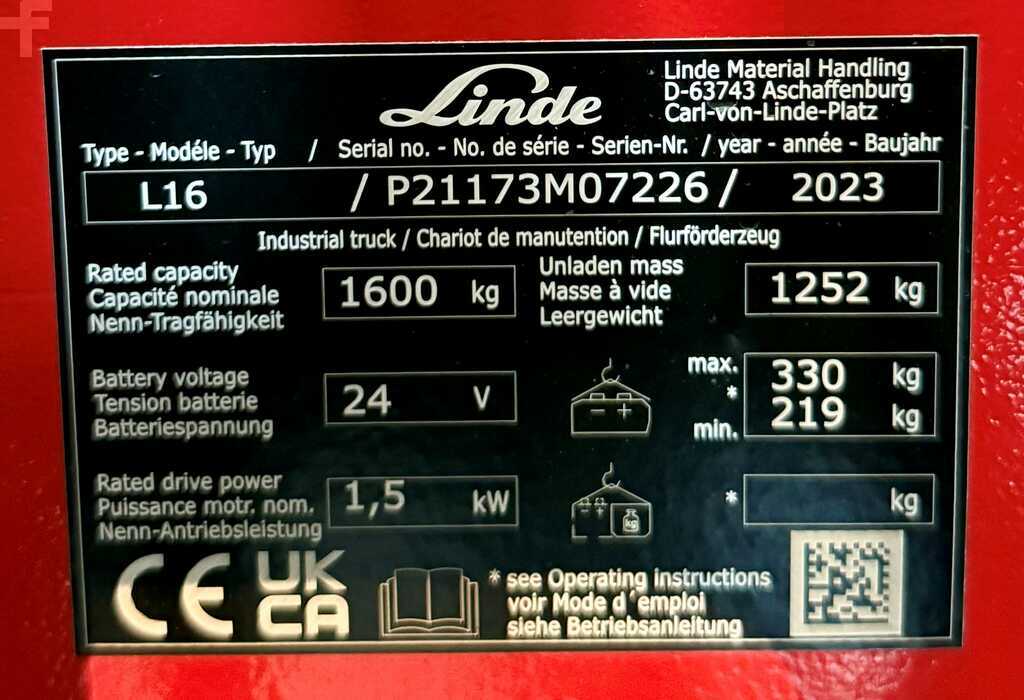 Linde
Linde Material Handling
D-63743 Aschaffenburg
Carl-von-Linde-Platz
Type - Modéle - Typ / Serial no. - No. de série - Serien-Nr. / year - année - Baujahr
L16 / P21173M07226 / 2023
Industrial truck / Chariot de manutention / Flurförderzeug
Rated capacity
Capacité nominale
Nenn-Tragfähigkeit
1600 kg
Unladen mass
Masse à vide
Leergewicht
1252 kg
Battery voltage
Tension batterie
Batteriespannung
24 V
max. 330 kg
*
min. 219 kg
Rated drive power
Puissance motr. nom.
Nenn-Antriebsleistung
1,5 kW
kg
* kg
CE
UK
CA
* see Operating instructions
voir Mode d´emploi
siehe Betriebsanleitung